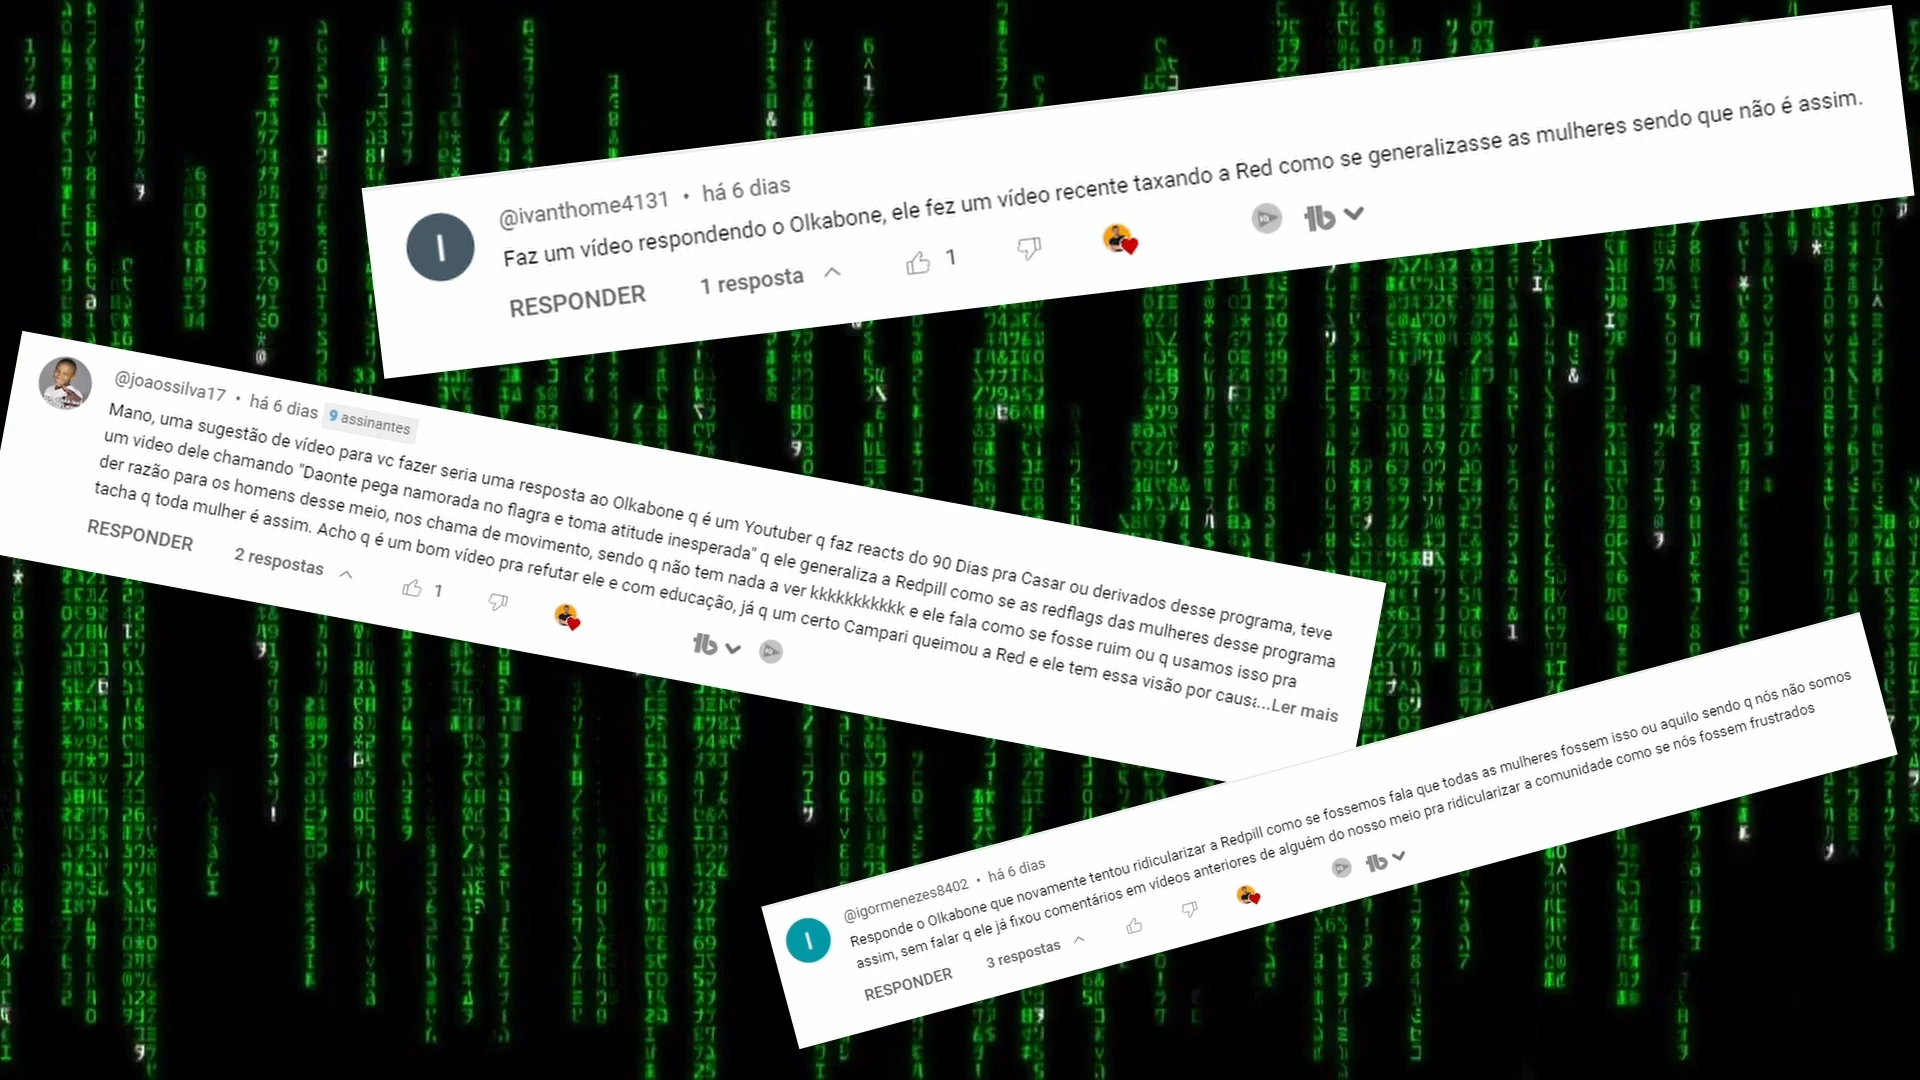 @ivanthome4131 • há 6 dias
Faz um vídeo respondendo o Olkabone, ele fez um vídeo recente taxando a Red como se generalizasse as mulheres sendo que não é assim.
RESPONDER 1 resposta 1
@joaossilva17 • há 6 dias 9 assinantes
Mano, uma sugestão de vídeo para vc fazer seria uma resposta ao Olkabone q é um Youtuber q faz reacts do 90 Dias pra Casar ou derivados desse programa, teve
um video dele chamando "Daonte pega namorada no flagra e toma atitude inesperada" q ele generaliza a Redpill como se as redflags das mulheres desse programa
der razão para os homens desse meio, nos chama de movimento, sendo q não tem nada a ver kkkkkkkkkkk e ele fala como se fosse ruim ou q usamos isso pra
tacha q toda mulher é assim. Acho q é um bom vídeo pra refutar ele e com educação, já q um certo Campari queimou a Red e ele tem essa visão por causa...Ler mais
RESPONDER 2 respostas 1
@igormenezes8402 • há 6 dias
Responde o Olkabone que novamente tentou ridicularizar a Redpill como se fossemos fala que todas as mulheres fossem isso ou aquilo sendo q nós não somos
assim, sem falar q ele já fixou comentários em vídeos anteriores de alguém do nosso meio pra ridicularizar a comunidade como se nós fossem frustrados
RESPONDER 3 respostas